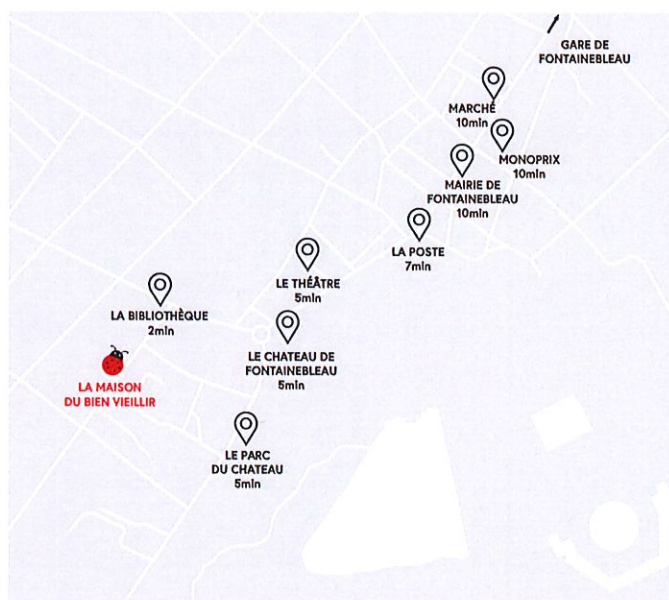 GARE DE
FONTAINEBLEAU
MARCHÉ
10min
MONOPRIX
10min
MAIRIE DE
FONTAINEBLEAU
10min
LA POSTE
7min
LE THÉÂTRE
5min
LA BIBLIOTHÈQUE
2min
LE CHATEAU DE
FONTAINEBLEAU
5min
LA MAISON
DU BIEN VIEILLIR
LE PARC
DU CHATEAU
5min